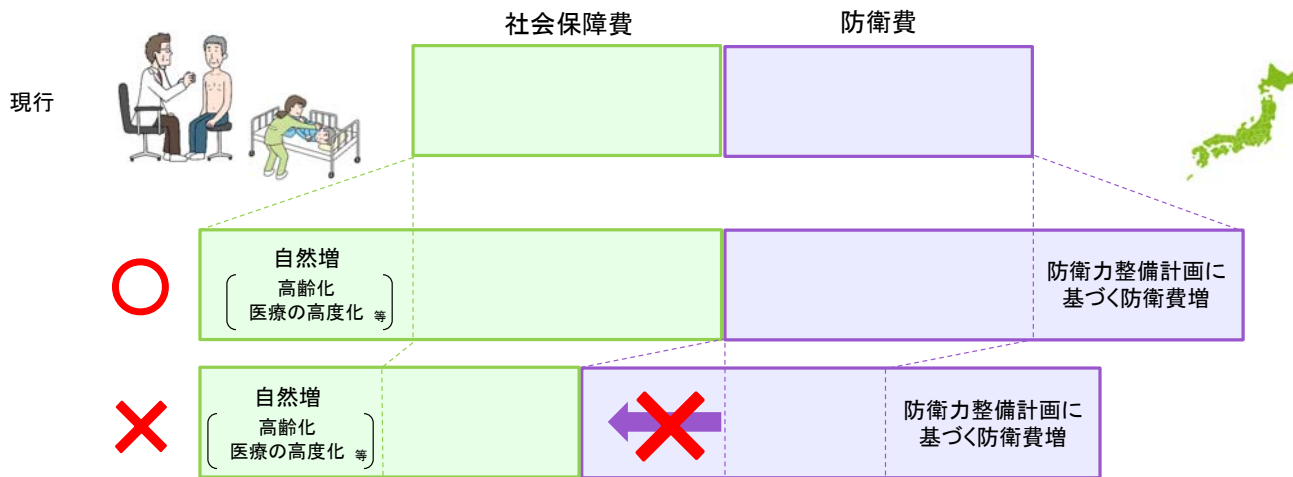 社会保障費
防衛費
現行
自然増
高齢化
医療の高度化 等
防衛力整備計画に
基づく防衛費増
自然増
高齢化
医療の高度化 等
防衛力整備計画に
基づく防衛費増